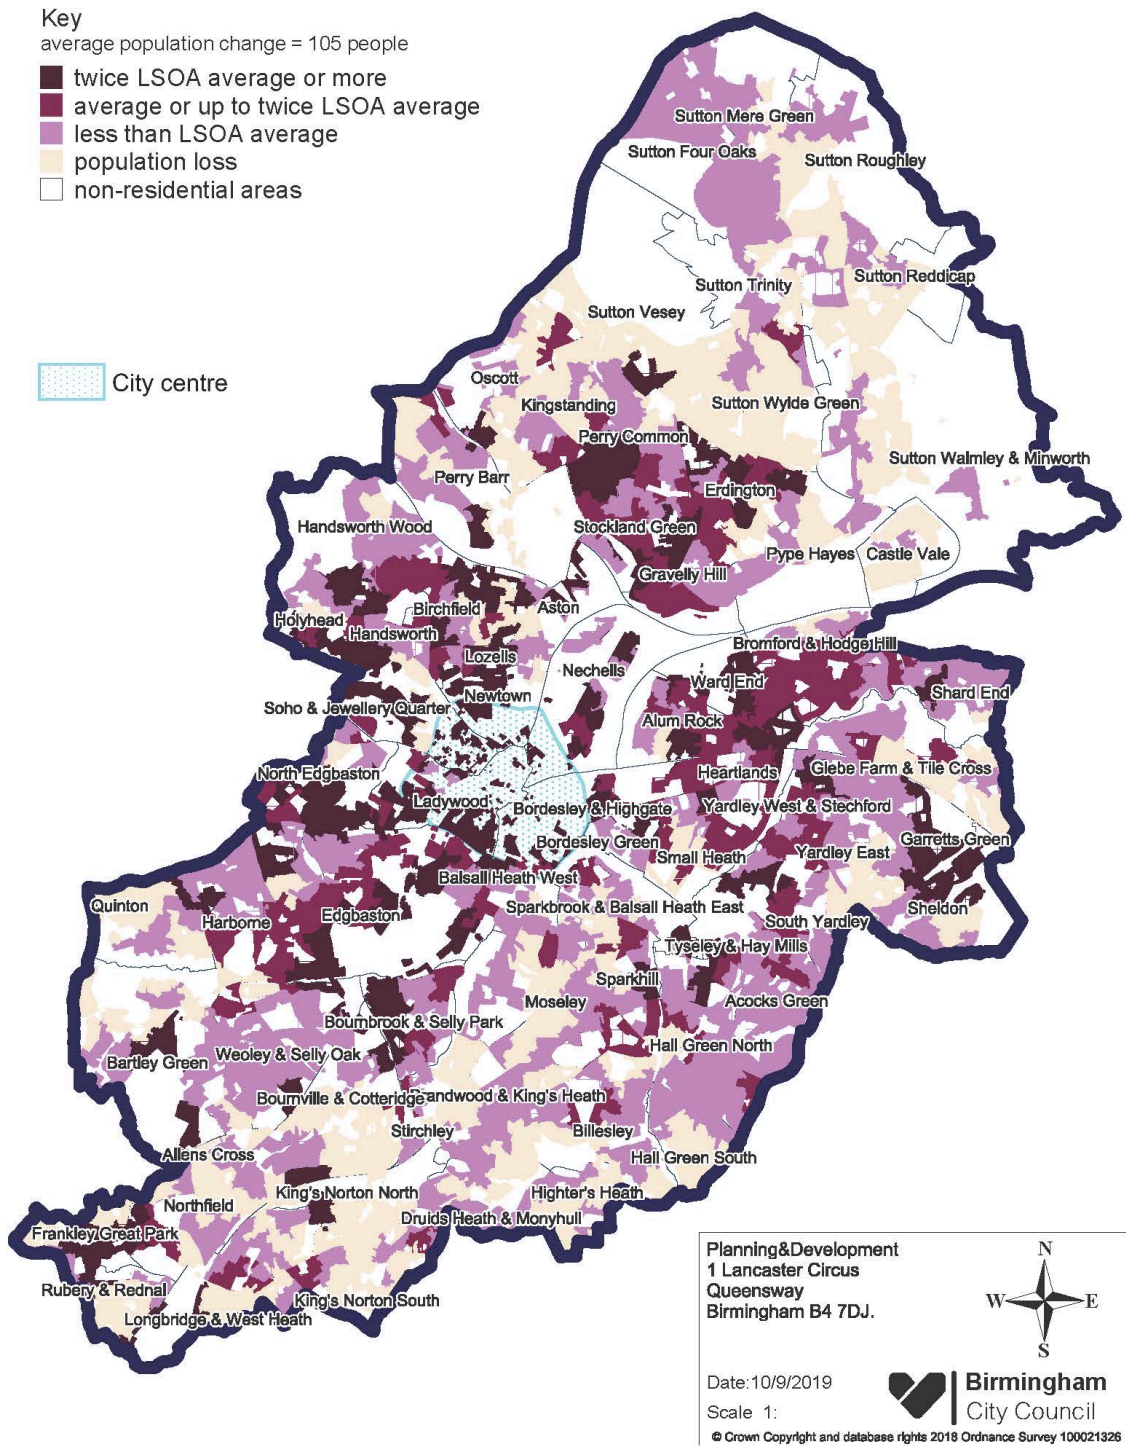 Key
average population change = 105 people
twice LSOA average or more
average or up to twice LSOA average
less than LSOA average
population loss
non-residential areas
City centre
Sutton Mere Green
Sutton Four Oaks
Sutton Roughley
Sutton Reddicap
Sutton Trinity
Sutton Vesey
Oscott
Kingstanding
Sutton Wylde Green
Perry Common
Sutton Walmley & Minworth
Perry Barr
Erdington
Handsworth Wood
Stockland Green
Pype Hayes
Castle Vale
Gravelly Hill
Birchfield
Aston
Holyhead
Handsworth
Bromford & Hodge Hill
Lozells
Nechells
Ward End
Shard End
Newtown
Soho & Jewellery Quarter
Alum Rock
North Edgbaston
Heartlands
Glebe Farm & Tile Cross
Ladywood
Bordesley & Highgate
Yardley West & Stechford
Bordesley Green
Garretts Green
Small Heath
Yardley East
Balsall Heath West
Quinton
Sparkbrook & Balsall Heath East
Sheldon
Harborne
Edgbaston
South Yardley
Tyseley & Hay Mills
Sparkhill
Moseley
Acocks Green
Bournbrook & Selly Park
Hall Green North
Weoley & Selly Oak
Bartley Green
Bournville & Cotteridge
Brandwood & King's Heath
Stirchley
Billesley
Allens Cross
Hall Green South
King's Norton North
Highter's Heath
Northfield
Druids Heath & Monyhull
Frankley Great Park
Rubery & Rednal
King's Norton South
Longbridge & West Heath
Planning&Development
1 Lancaster Circus
Queensway
Birmingham B4 7DJ.
N
W E
S
Date:10/9/2019
Scale 1:
Birmingham
City Council
© Crown Copyright and database rights 2018 Ordnance Survey 100021326